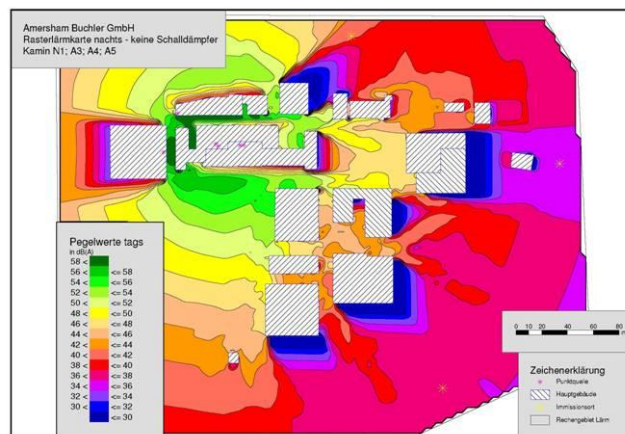 Amersham Buchler GmbH
Rasterlärmkarte nachts - keine Schalldämpfer
Kamin N1; A3; A4; A5
Pegelwerte tags
in dB(A)
58 <
56 < <= 58
54 < <= 56
52 < <= 54
50 < <= 52
48 < <= 50
46 < <= 48
44 < <= 46
42 < <= 44
40 < <= 42
38 < <= 40
36 < <= 38
34 < <= 36
32 < <= 34
30 < <= 32
<= 30
0 10 20 40 60 80
Zeichenerklärung
Punktquelle
Hauptgebäude
Immissionsort
Rechengebiet Lärm